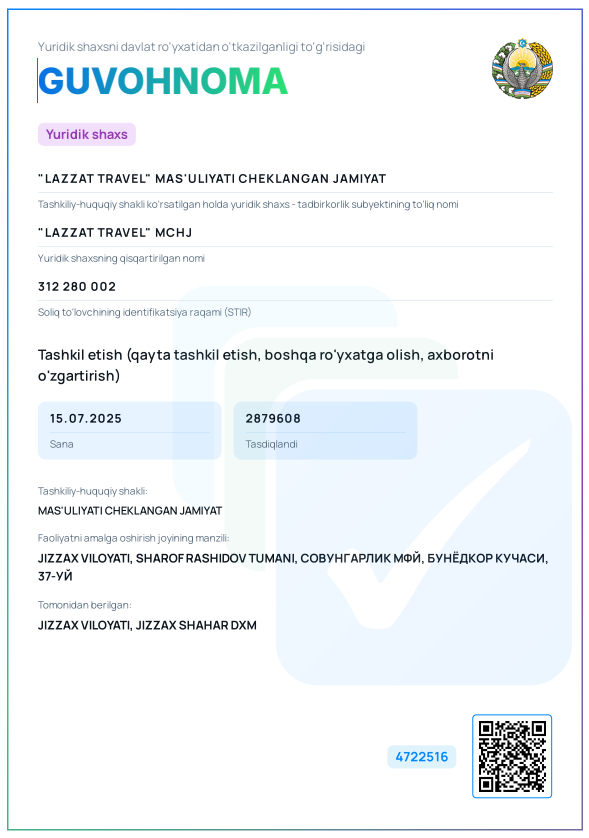 Yuridik shaxsni davlat ro'yxatidan o'tkazilganligi to'g'risidagi
GUVOHNOMA
Yuridik shaxs
"LAZZAT TRAVEL" MAS'ULIYATI CHEKLANGAN JAMIYAT
Tashkiliy-huquqiy shakli ko'rsatilgan holda yuridik shaxs - tadbirkorlik subyektining to'liq nomi
"LAZZAT TRAVEL" MCHJ
Yuridik shaxsning qisqartirilgan nomi
312 280 002
Soliq to'lovchining identifikatsiya raqami (STIR)
Tashkil etish (qayta tashkil etish, boshqa ro'yxatga olish, axborotni
o'zgartirish)
15.07.2025 2879608
Sana Tasdiqlandi
Tashkiliy-huquqiy shakli:
MAS'ULIYATI CHEKLANGAN JAMIYAT
Faoliyatni amalga oshirish joyining manzili:
JIZZAX VILOYATI, SHAROF RASHIDOV TUMANI, СОВУНГАРЛИК МФЙ, БУНЁДКОР КУЧАСИ,
37-УЙ
Tomonidan berilgan:
JIZZAX VILOYATI, JIZZAX SHAHAR DXM
4722516